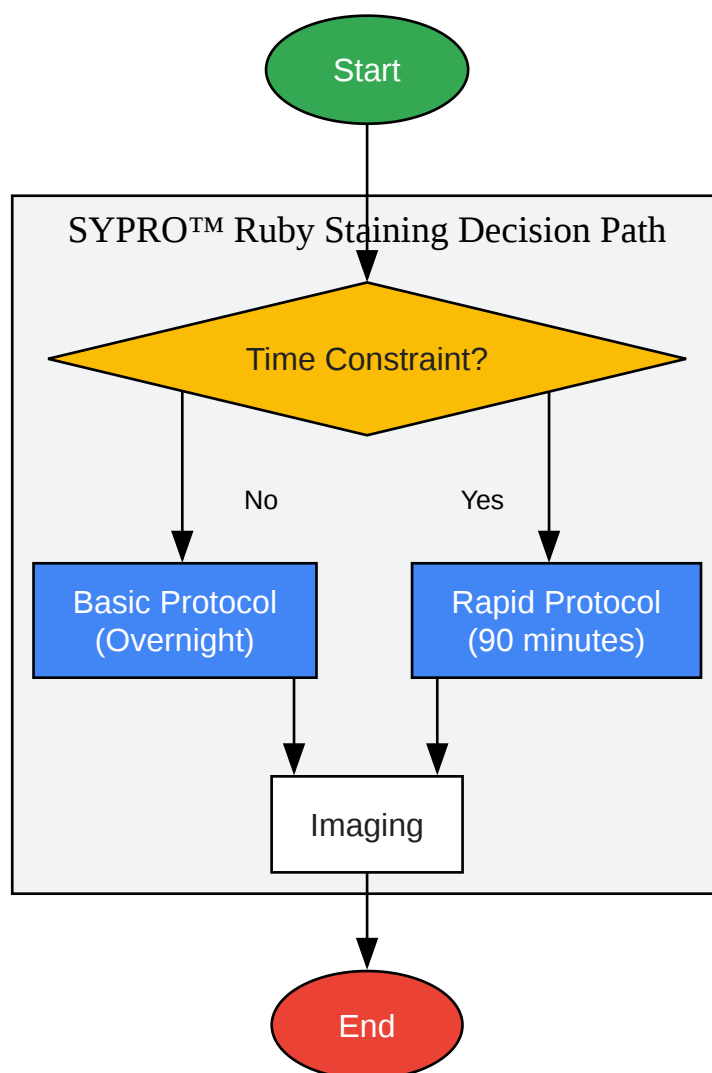 Start
SYPRO™ Ruby Staining Decision Path
Time Constraint?
No
Yes
Basic Protocol
(Overnight)
Rapid Protocol
(90 minutes)
Imaging
End